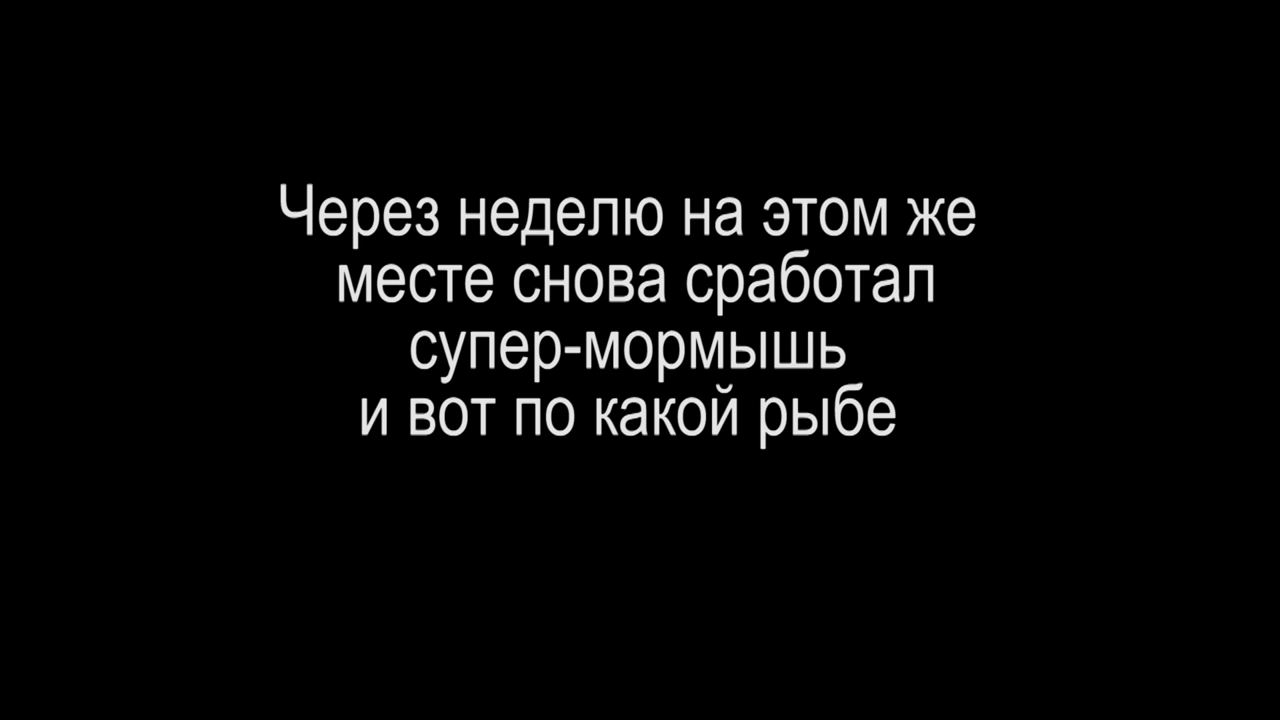 Через неделю на этом же
месте снова сработал
супер-мормышь
и вот по какой рыбе